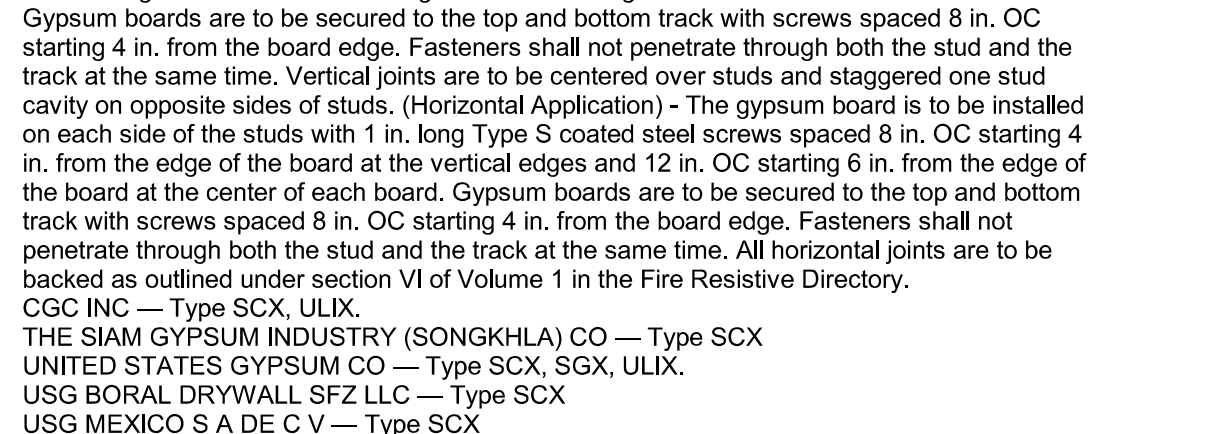 Gypsum boards are to be secured to the top and bottom track with screws spaced 8 in. OC
starting 4 in. from the board edge. Fasteners shall not penetrate through both the stud and the
track at the same time. Vertical joints are to be centered over studs and staggered one stud
cavity on opposite sides of studs. (Horizontal Application) - The gypsum board is to be installed
on each side of the studs with 1 in. long Type S coated steel screws spaced 8 in. OC starting 4
in. from the edge of the board at the vertical edges and 12 in. OC starting 6 in. from the edge of
the board at the center of each board. Gypsum boards are to be secured to the top and bottom
track with screws spaced 8 in. OC starting 4 in. from the board edge. Fasteners shall not
penetrate through both the stud and the track at the same time. All horizontal joints are to be
backed as outlined under section VI of Volume 1 in the Fire Resistive Directory.
CGC INC — Type SCX, ULIX.
THE SIAM GYPSUM INDUSTRY (SONGKHLA) CO — Type SCX
UNITED STATES GYPSUM CO — Type SCX, SGX, ULIX.
USG BORAL DRYWALL SFZ LLC — Type SCX
USG MEXICO S A DE C V — Type SCX